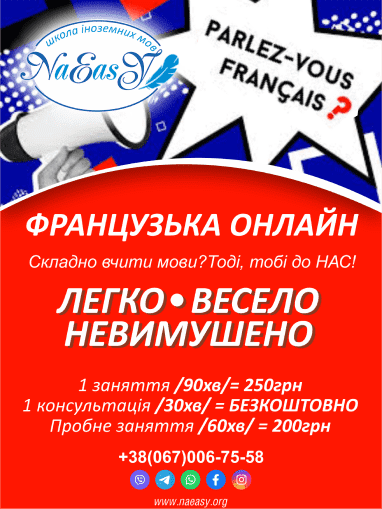 школа іноземних мов
NaEasY
PARLEZ-VOUS
FRANÇAIS?
ФРАНЦУЗЬКА ОНЛАЙН
Складно вчити мови?Тоді, тобі до НАС!
ЛЕГКО•ВЕСЕЛО
НЕВИМУШЕНО
1 заняття /90хв/= 250грн
1 консультація /30хв/ = БЕЗКОШТОВНО
Пробне заняття /60хв/ = 200грн
+38(067)006-75-58
www.naeasy.org